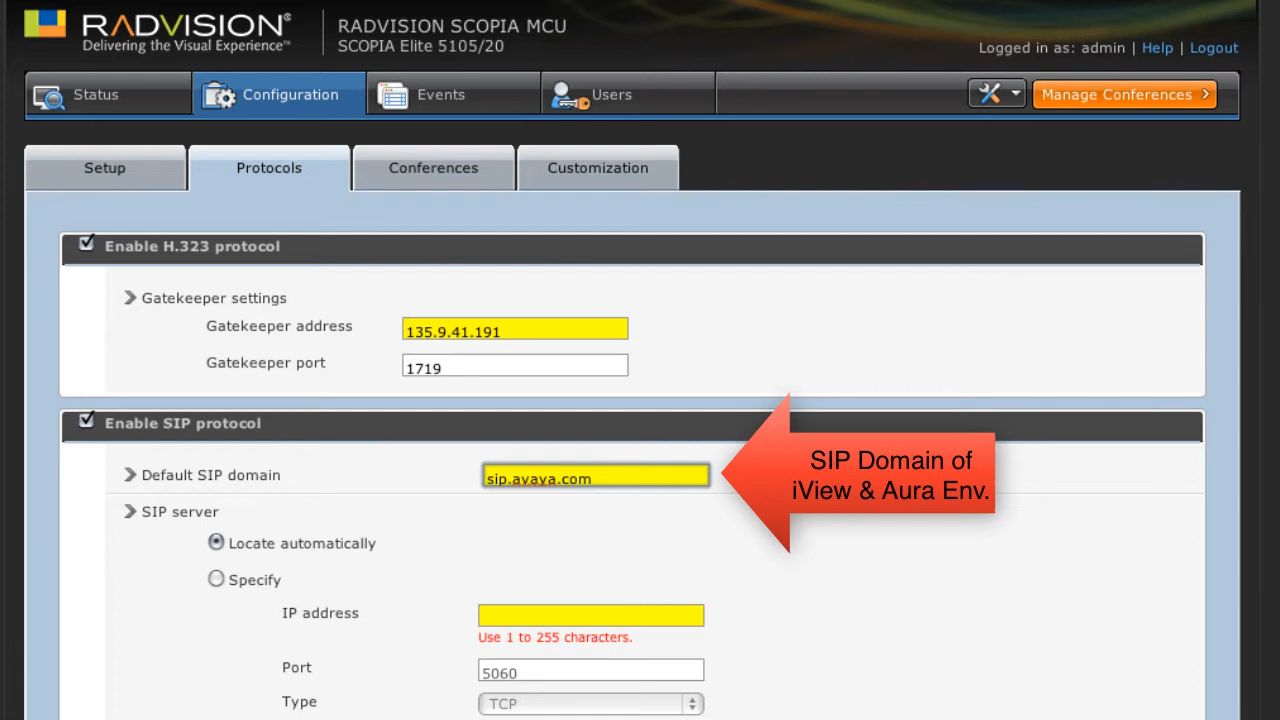 RADVISION®
Delivering the Visual Experience™
RADVISION SCOPIA MCU
SCOPIA Elite 5105/20
Logged in as: admin | Help | Logout
Status
Configuration
Events
Users
Manage Conferences >
Setup
Protocols
Conferences
Customization
Enable H.323 protocol
Gatekeeper settings
Gatekeeper address
135.9.41.191
Gatekeeper port
1719
Enable SIP protocol
Default SIP domain
sip.avaya.com
SIP Domain of
iView & Aura Env.
SIP server
Locate automatically
Specify
IP address
Use 1 to 255 characters.
Port
5060
Type
TCP